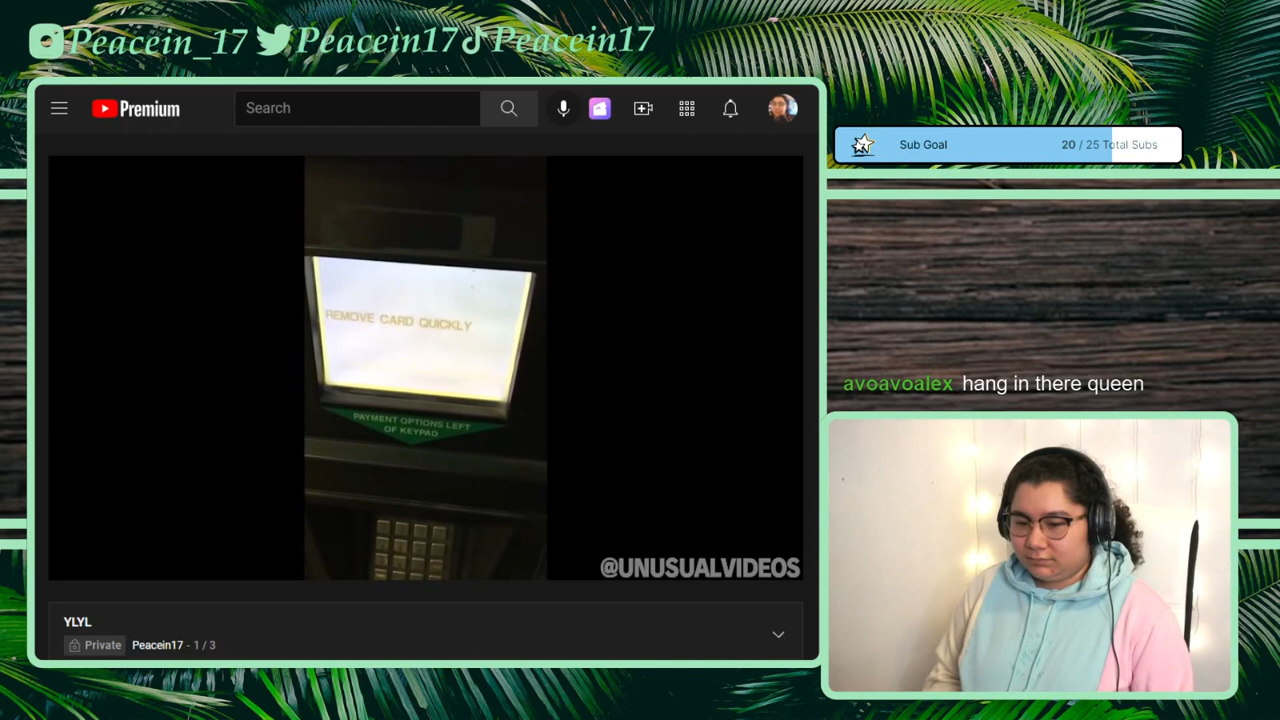 Peacein_17 Peacein17 Peacein17
Premium
Search
Sub Goal
20 / 25 Total Subs
REMOVE CARD QUICKLY
PAYMENT OPTIONS LEFT
OF KEYPAD
@UNUSUALVIDEOS
avoavoalex hang in there queen
YLYL
Private Peacein17 - 1 / 3